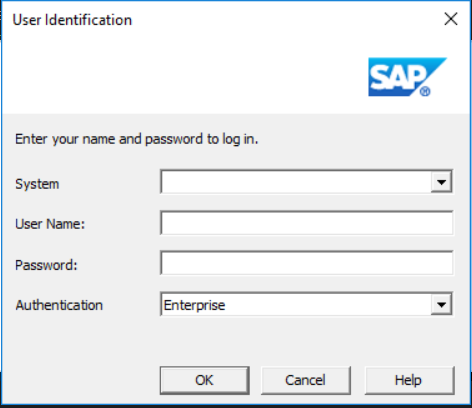 User Identification
SAP®
Enter your name and password to log in.
System
User Name:
Password:
Authentication
Enterprise
OK
Cancel
Help